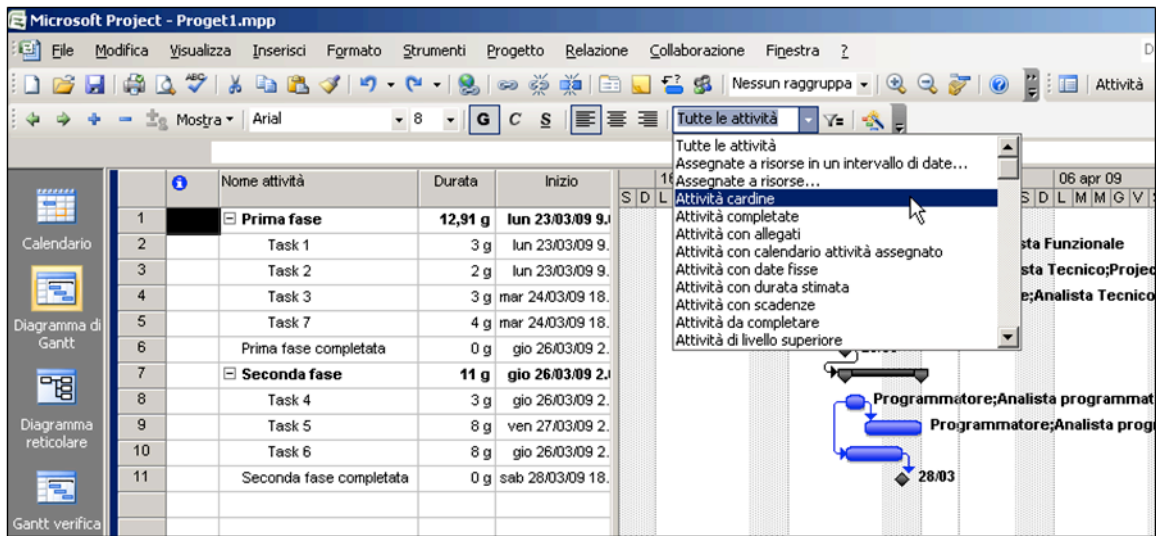 Microsoft Project - Proget1.mpp
File Modifica Visualizza Inserisci Formato Strumenti Progetto Relazione Collaborazione Finestra ? D
ABC Nessun raggruppa Attività
Mostra Arial 8 G C S Tutte le attività
Tutte le attività
Assegnate a risorse in un intervallo di date...
Assegnate a risorse...
Attività cardine
Attività completate
Attività con allegati
Attività con calendario attività assegnato
Attività con date fisse
Attività con durata stimata
Attività con scadenze
Attività da completare
Attività di livello superiore
Nome attività Durata Inizio 06 apr 09
S D L S D L M M G V
1 Prima fase 12,91 g lun 23/03/09 9.
2 Task 1 3 g lun 23/03/09 9. sta Funzionale
3 Task 2 2 g lun 23/03/09 9. sta Tecnico;Projec
4 Task 3 3 g mar 24/03/09 18. e;Analista Tecnico
5 Task 7 4 g mar 24/03/09 18.
6 Prima fase completata 0 g gio 26/03/09 2.
7 Seconda fase 11 g gio 26/03/09 2.
8 Task 4 3 g gio 26/03/09 2. Programmatore;Analista programmat
9 Task 5 8 g ven 27/03/09 2. Programmatore;Analista progr
10 Task 6 8 g gio 26/03/09 2.
11 Seconda fase completata 0 g sab 28/03/09 18. 28/03
Calendario
Diagramma di
Gantt
Diagramma
reticolare
Gantt verifica